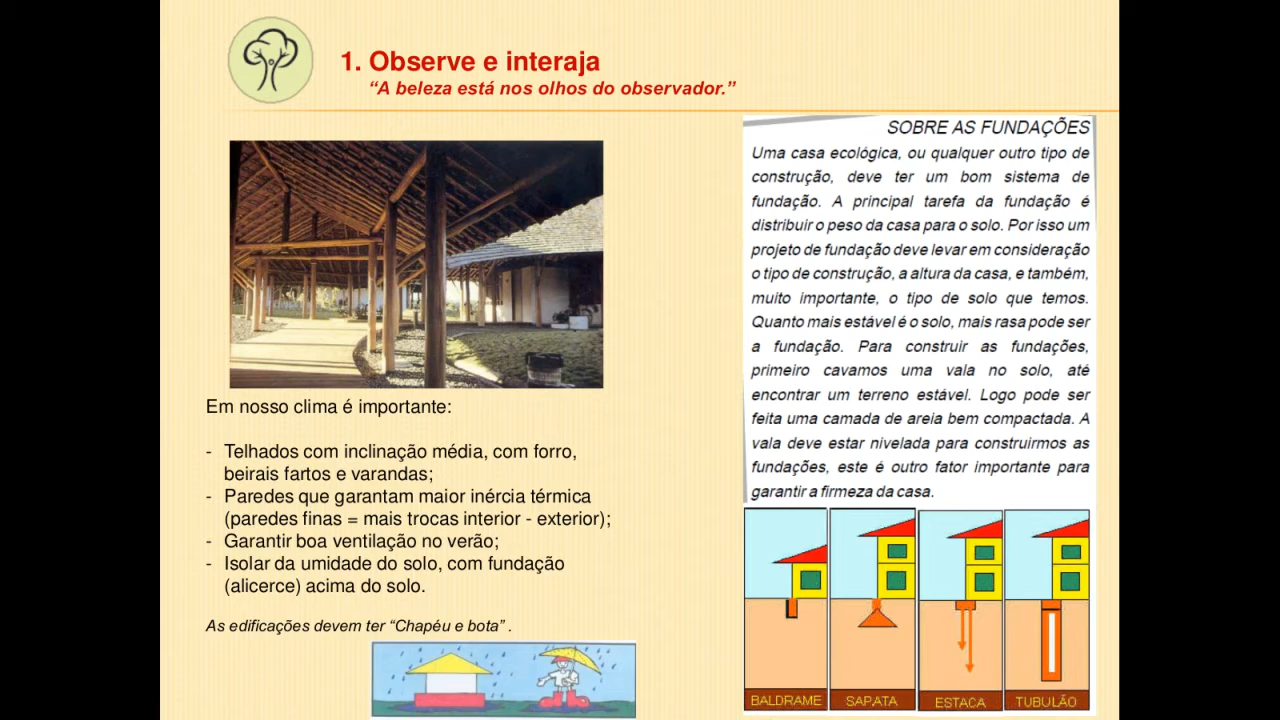 1. Observe e interaja
“A beleza está nos olhos do observador.”
Em nosso clima é importante:
- Telhados com inclinação média, com forro,
beirais fartos e varandas;
- Paredes que garantam maior inércia térmica
(paredes finas = mais trocas interior - exterior);
- Garantir boa ventilação no verão;
- Isolar da umidade do solo, com fundação
(alicerce) acima do solo.
As edificações devem ter “Chapéu e bota” .
SOBRE AS FUNDAÇÕES
Uma casa ecológica, ou qualquer outro tipo de
construção, deve ter um bom sistema de
fundação. A principal tarefa da fundação é
distribuir o peso da casa para o solo. Por isso um
projeto de fundação deve levar em consideração
o tipo de construção, a altura da casa, e também,
muito importante, o tipo de solo que temos.
Quanto mais estável é o solo, mais rasa pode ser
a fundação. Para construir as fundações,
primeiro cavamos uma vala no solo, até
encontrar um terreno estável. Logo pode ser
feita uma camada de areia bem compactada. A
vala deve estar nivelada para construirmos as
fundações, este é outro fator importante para
garantir a firmeza da casa.
BALDRAME SAPATA ESTACA TUBULÃO